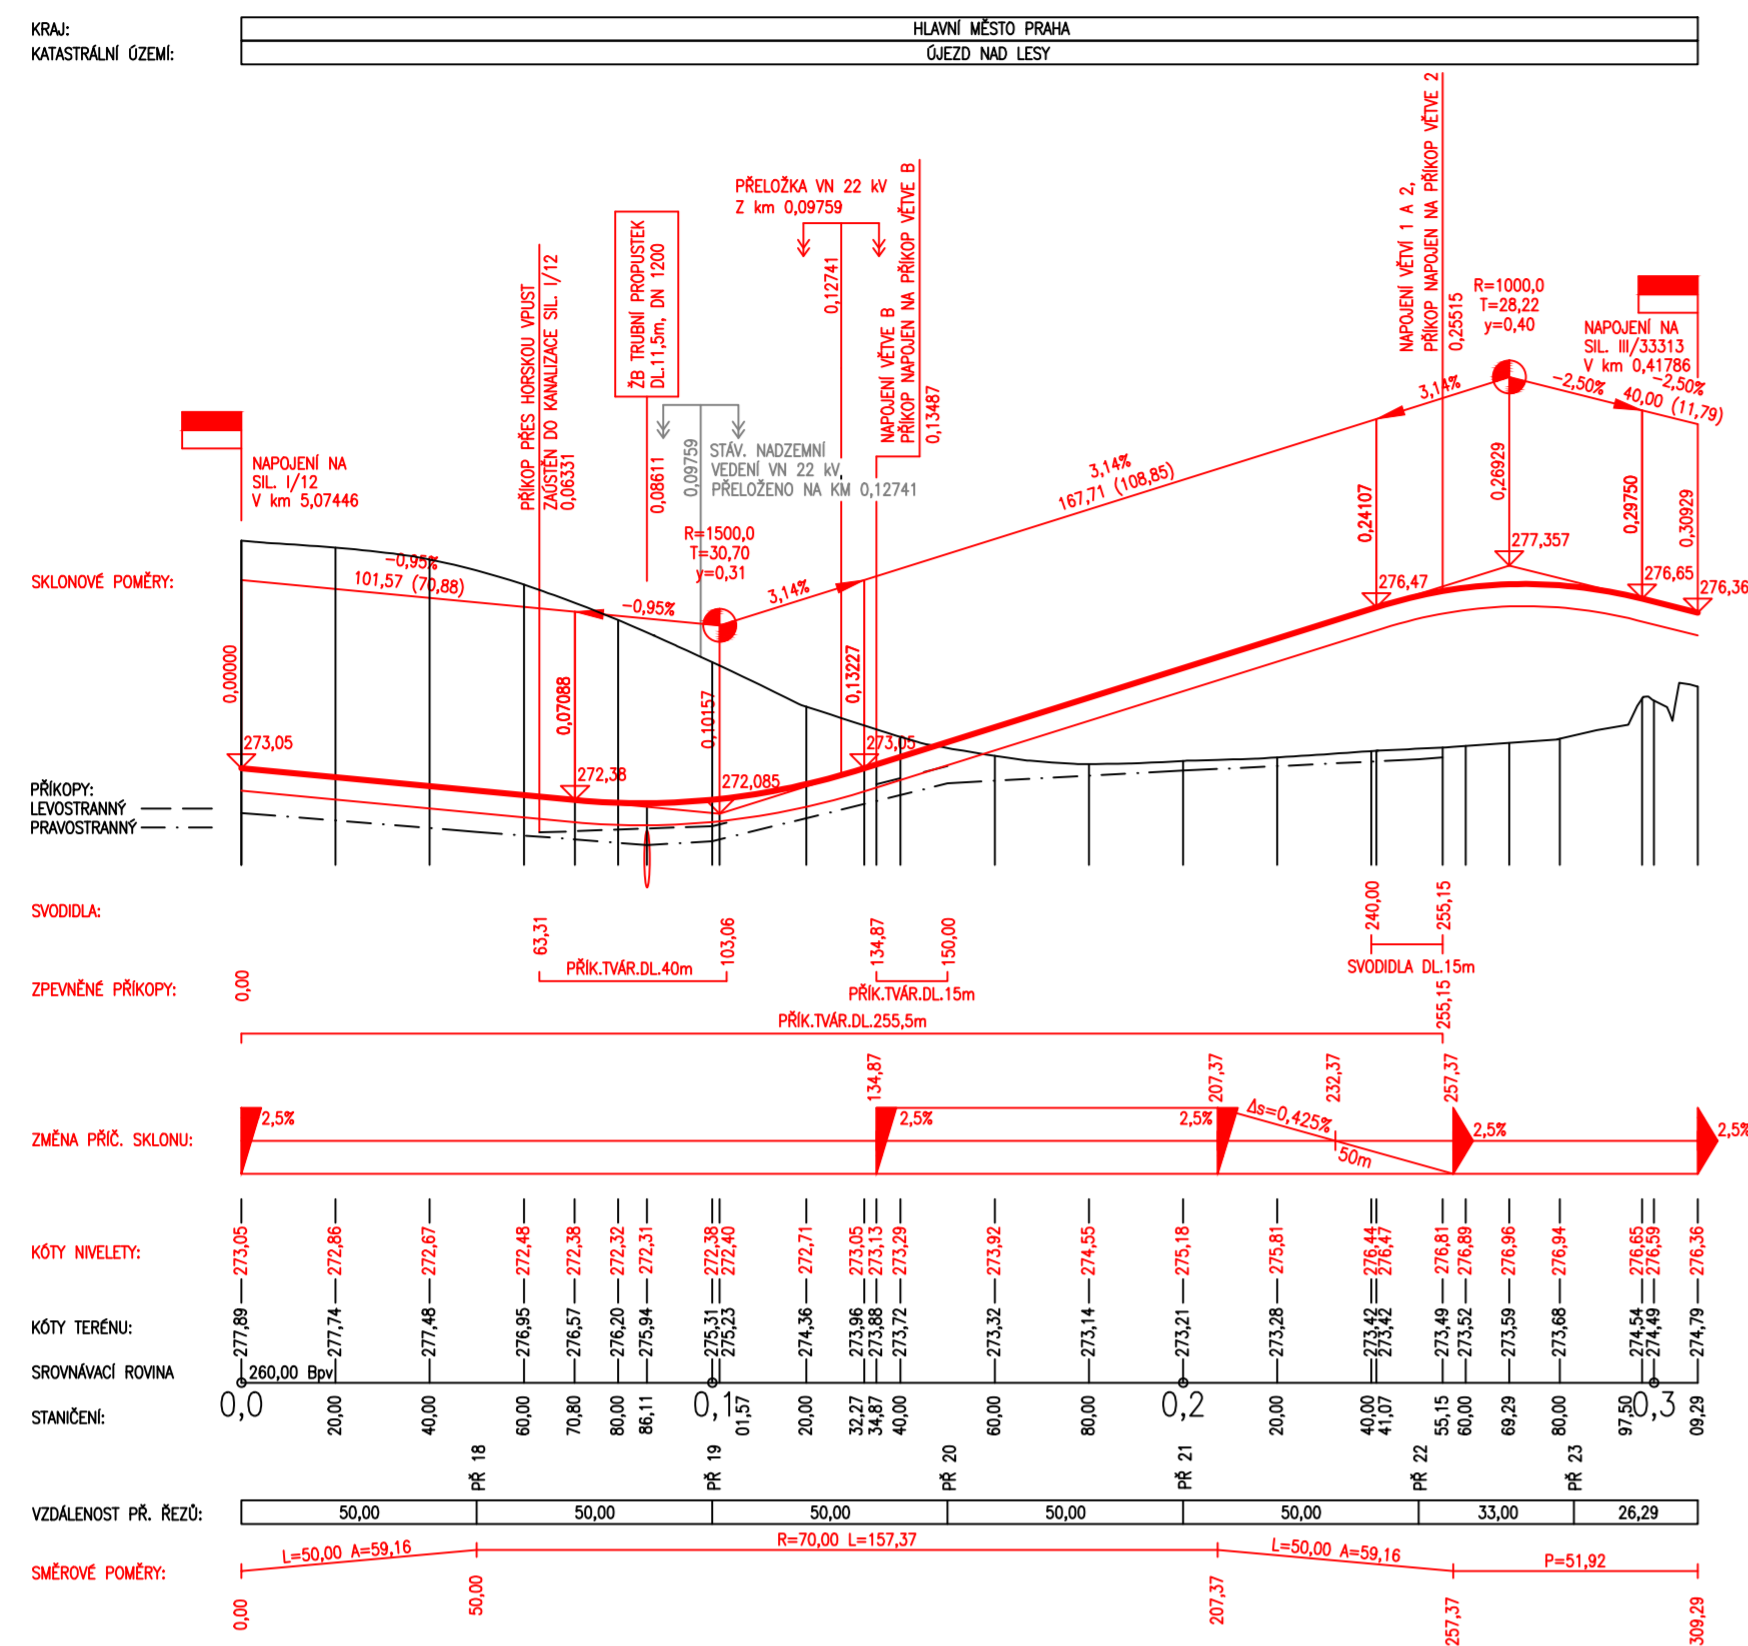 KRAJ:
HLAVNÍ MĚSTO PRAHA
KATASTRÁLNÍ ÚZEMÍ:
ÚJEZD NAD LESY
NAPOJENÍ NA
SIL. I/12
V km 5,07446
PŘÍKOP PŘES HORSKOU VPUST
ZAÚSTĚN DO KANALIZACE SIL. I/12
0,06331
ŽB TRUBNÍ PROPUSTEK
DL.11,5m, DN 1200
0,08611
0,09759
STÁV. NADZEMNÍ
VEDENÍ VN 22 kV,
PŘELOŽENO NA KM 0,12741
PŘELOŽKA VN 22 kV
Z km 0,09759
0,12741
NAPOJENÍ VĚTVE B
PŘÍKOP NAPOJEN NA PŘÍKOP VĚTVE B
0,13487
NAPOJENÍ VĚTVÍ 1 A 2,
PŘÍKOP NAPOJEN NA PŘÍKOP VĚTVE 2
0,25515
R=1000,0
T=28,22
y=0,40
NAPOJENÍ NA
SIL. III/33313
V km 0,41786
3,14%
-2,50%
-2,50%
40,00 (11,79)
3,14%
167,71 (108,85)
R=1500,0
T=30,70
y=0,31
SKLONOVÉ POMĚRY:
-0,95%
101,57 (70,88)
-0,95%
3,14%
0,00000
0,07088
0,10157
0,13227
0,24107
0,26929
0,29750
0,30929
273,05
272,38
272,085
273,05
276,47
277,357
276,65
276,36
PŘÍKOPY:
LEVOSTRANNÝ
PRAVOSTRANNÝ
SVODIDLA:
240,00
255,15
SVODIDLA DL.15m
ZPEVNĚNÉ PŘÍKOPY:
0,00
63,31
PŘÍK.TVÁR.DL.40m
103,06
134,87
150,00
PŘÍK.TVÁR.DL.15m
PŘÍK.TVÁR.DL.255,5m
255,15
ZMĚNA PŘÍČ. SKLONU:
2,5%
134,87
2,5%
2,5%
207,37
Δs=0,425%
232,37
50m
257,37
2,5%
2,5%
KÓTY NIVELETY:
273,05 272,86 272,67 272,48 272,38 272,32 272,31 272,38 272,40 272,71 273,05 273,13 273,29 273,92 274,55 275,18 275,81 276,44 276,47 276,81 276,89 276,96 276,94 276,65 276,59 276,36
KÓTY TERÉNU:
277,89 277,74 277,48 276,95 276,57 276,20 275,94 275,31 275,23 274,36 273,96 273,88 273,72 273,32 273,14 273,21 273,28 273,42 273,42 273,49 273,52 273,59 273,68 274,54 274,49 274,79
SROVNÁVACÍ ROVINA
260,00 Bpv
STANIČENÍ:
0,0 20,00 40,00 60,00 70,80 80,00 86,11 0,1 01,57 20,00 32,27 34,87 40,00 60,00 80,00 0,2 20,00 40,00 41,07 55,15 60,00 69,29 80,00 97,50 0,3 09,29
PŘ 18 PŘ 19 PŘ 20 PŘ 21 PŘ 22 PŘ 23
VZDÁLENOST PŘ. ŘEZŮ:
50,00 50,00 50,00 50,00 50,00 33,00 26,29
SMĚROVÉ POMĚRY:
L=50,00 A=59,16
R=70,00 L=157,37
L=50,00 A=59,16
P=51,92
0,00 50,00 207,37 257,37 309,29